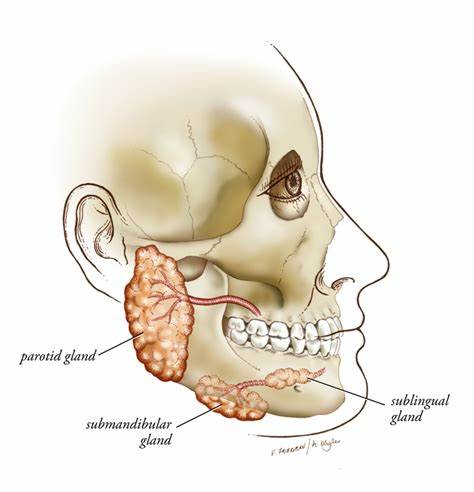 parotid gland
submandibular
gland
sublingual
gland